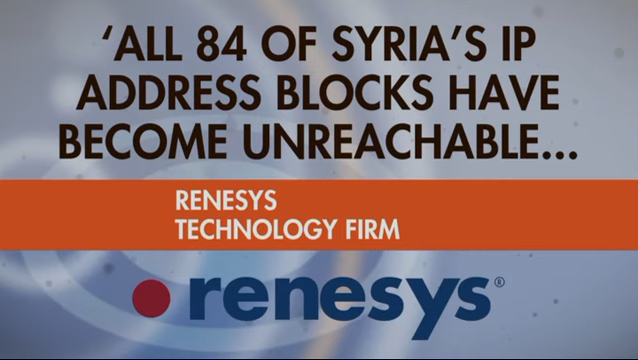 ‘ALL 84 OF SYRIA’S IP
ADDRESS BLOCKS HAVE
BECOME UNREACHABLE...
RENESYS
TECHNOLOGY FIRM
renesys®